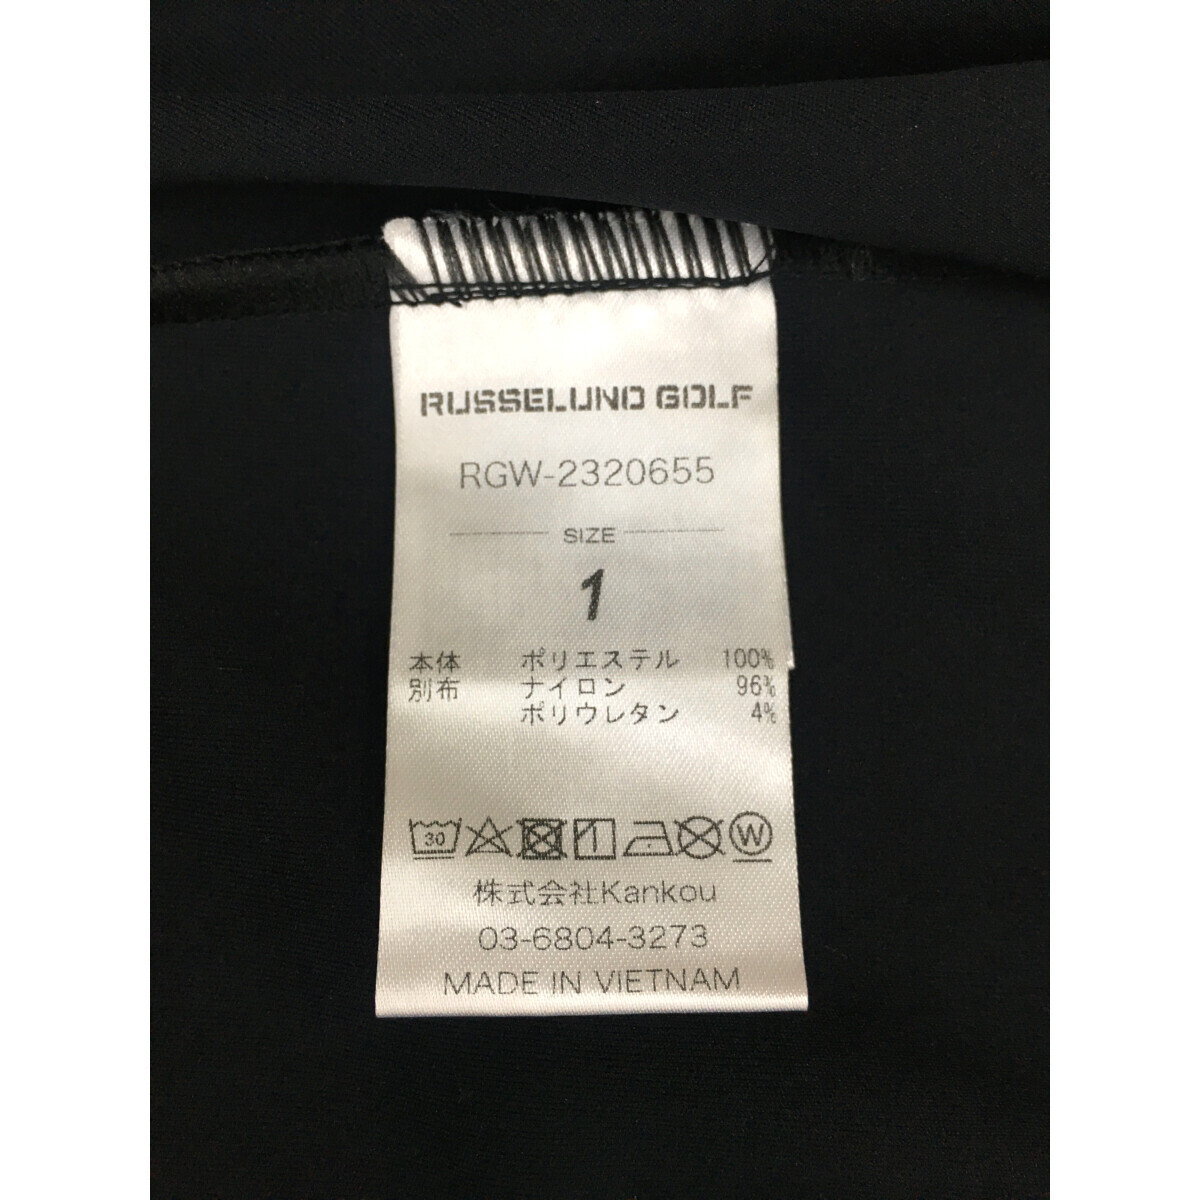 RUSSELUNO GOLF
RGW-2320655
SIZE
1
本体 ポリエステル 100%
別布 ナイロン 96%
ポリウレタン 4%
30 W
株式会社Kankou
03-6804-3273
MADE IN VIETNAM